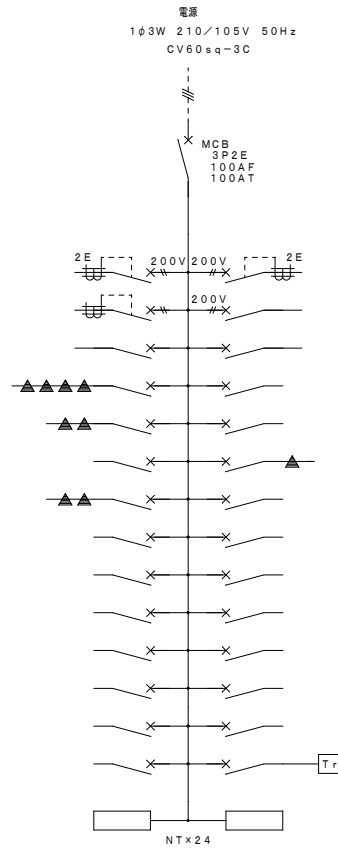 電源
1φ3W 210/105V 50Hz
CV60sq-3C
MCB
3P2E
100AF
100AT
2E 200V 200V 2E
200V
Tr
NT×24